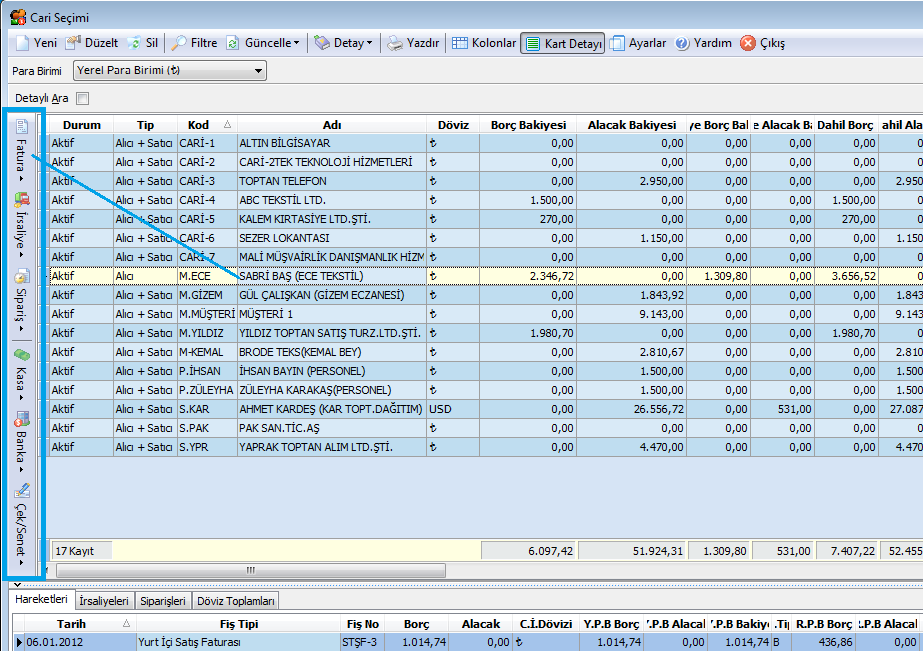 Cari Seçimi
Yeni Düzelt Sil Filtre Güncelle Detay Yazdır Kolonlar Kart Detayı Ayarlar Yardım Çıkış
Para Birimi Yerel Para Birimi (₺)
Detaylı Ara
Fatura
İrsaliye
Sipariş
Kasa
Banka
Çek/Senet
Durum Tip Kod Adı Döviz Borç Bakiyesi Alacak Bakiyesi ye Borç Bal e Alacak Ba Dahil Borç ahil Ala
Aktif Alıcı + Satıcı CARİ-1 ALTIN BİLGİSAYAR ₺ 0,00 0,00 0,00 0,00 0,00 0
Aktif Alıcı + Satıcı CARİ-2 CARİ-2TEK TEKNOLOJİ HİZMETLERİ ₺ 0,00 0,00 0,00 0,00 0,00 0
Aktif Alıcı + Satıcı CARİ-3 TOPTAN TELEFON ₺ 0,00 2.950,00 0,00 0,00 0,00 2.950
Aktif Alıcı + Satıcı CARİ-4 ABC TEKSTİL LTD. ₺ 1.500,00 0,00 0,00 0,00 1.500,00 0
Aktif Alıcı + Satıcı CARİ-5 KALEM KIRTASİYE LTD.ŞTİ. ₺ 270,00 0,00 0,00 0,00 270,00 0
Aktif Alıcı + Satıcı CARİ-6 SEZER LOKANTASI ₺ 0,00 1.150,00 0,00 0,00 0,00 1.150
Aktif Alıcı + Satıcı CARİ-7 MALİ MÜŞVAİRLİK DANIŞMANLIK HİZM ₺ 0,00 0,00 0,00 0,00 0,00 0
Aktif Alıcı M.ECE SABRİ BAŞ (ECE TEKSTİL) ₺ 2.346,72 0,00 1.309,80 0,00 3.656,52 0
Aktif Alıcı + Satıcı M.GİZEM GÜL ÇALIŞKAN (GİZEM ECZANESİ) ₺ 0,00 1.843,92 0,00 0,00 0,00 1.843
Aktif Alıcı + Satıcı M.MÜŞTERİ MÜŞTERİ 1 ₺ 0,00 9.143,00 0,00 0,00 0,00 9.143
Aktif Alıcı + Satıcı M.YILDIZ YILDIZ TOPTAN SATIŞ TURZ.LTD.ŞTİ. ₺ 1.980,70 0,00 0,00 0,00 1.980,70 0
Aktif Alıcı + Satıcı M-KEMAL BRODE TEKS(KEMAL BEY) ₺ 0,00 2.810,67 0,00 0,00 0,00 2.810
Aktif Alıcı + Satıcı P.İHSAN İHSAN BAYIN (PERSONEL) ₺ 0,00 1.500,00 0,00 0,00 0,00 1.500
Aktif Alıcı + Satıcı P.ZÜLEYHA ZÜLEYHA KARAKAŞ(PERSONEL) ₺ 0,00 1.500,00 0,00 0,00 0,00 1.500
Aktif Alıcı + Satıcı S.KAR AHMET KARDEŞ (KAR TOPT.DAĞITIM) USD 0,00 26.556,72 0,00 531,00 0,00 27.087
Aktif Alıcı + Satıcı S.PAK PAK SAN.TİC.AŞ ₺ 0,00 0,00 0,00 0,00 0,00 0
Aktif Alıcı + Satıcı S.YPR YAPRAK TOPTAN ALIM LTD.ŞTİ. ₺ 0,00 4.470,00 0,00 0,00 0,00 4.470
17 Kayıt 6.097,42 51.924,31 1.309,80 531,00 7.407,22 52.455
Hareketleri İrsaliyeleri Siparişleri Döviz Toplamları
Tarih Fiş Tipi Fiş No Borç Alacak C.İ.Dövizi Y.P.B Borç Y.P.B Alacal Y.P.B Bakiy .Tip R.P.B Borç R.P.B Alacal
06.01.2012 Yurt İçi Satış Faturası STŞF-3 1.014,74 0,00 ₺ 1.014,74 0,00 1.014,74 B 436,86 0,00